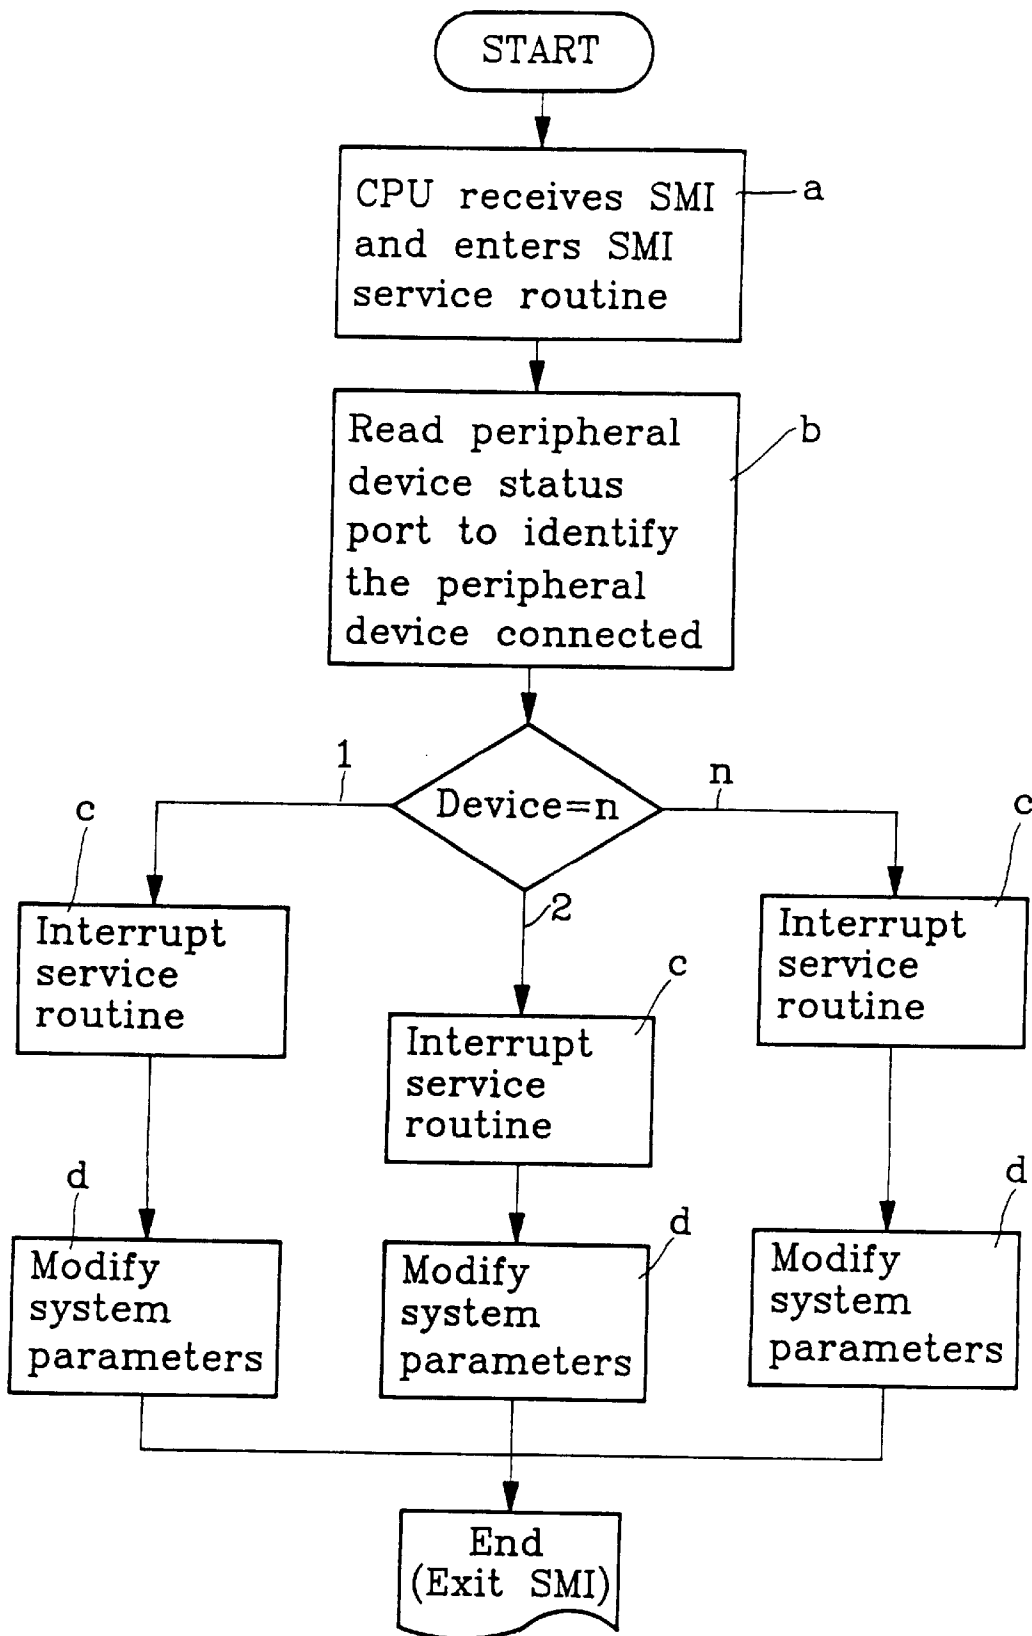 START
CPU receives SMI
and enters SMI
service routine
a
Read peripheral
device status
port to identify
the peripheral
device connected
b
Device=n
1
2
n
c
Interrupt
service
routine
c
Interrupt
service
routine
c
Interrupt
service
routine
d
Modify
system
parameters
d
Modify
system
parameters
d
Modify
system
parameters
End
(Exit SMI)